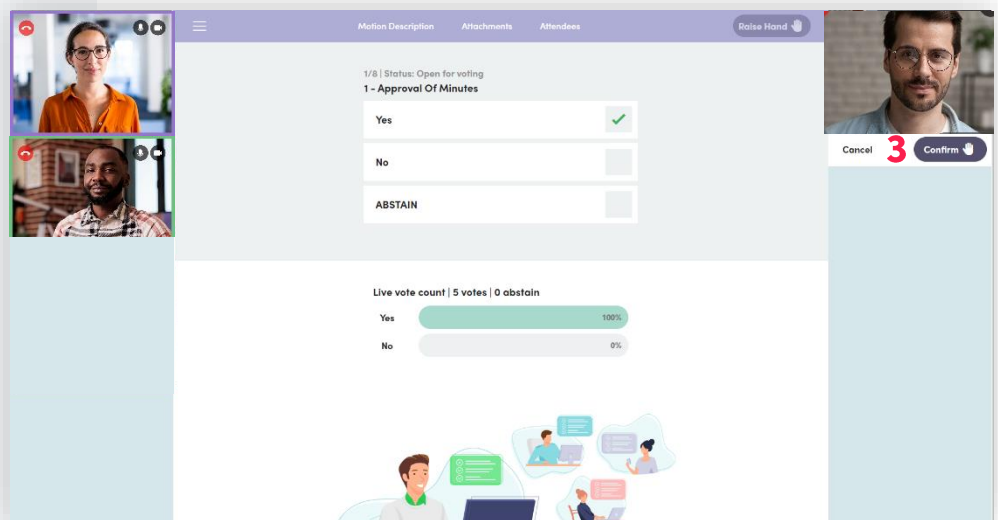 Motion Description Attachments Attendees Raise Hand
1/8 | Status: Open for voting
1 - Approval Of Minutes
Yes
No
ABSTAIN
Cancel 3 Confirm
Live vote count | 5 votes | 0 abstain
Yes 100%
No 0%